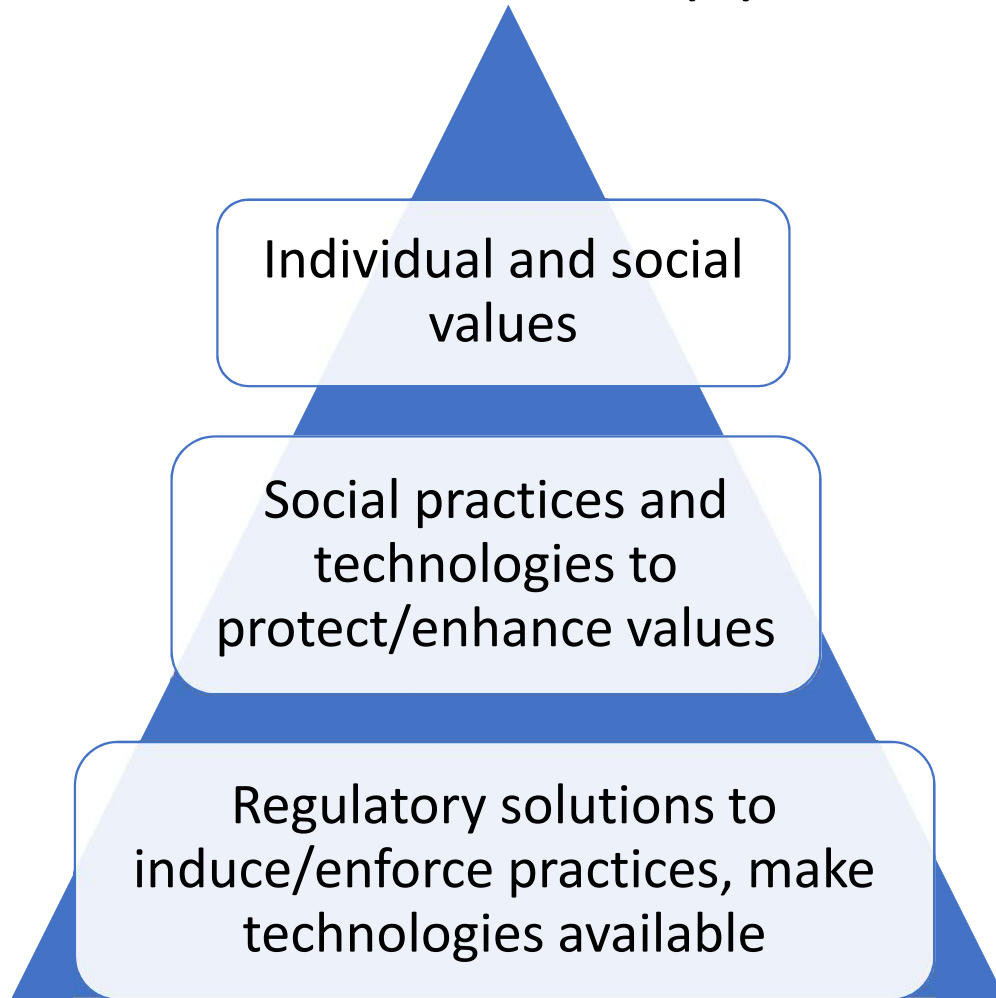 Individual and social
values
Social practices and
technologies to
protect/enhance values
Regulatory solutions to
induce/enforce practices, make
technologies available